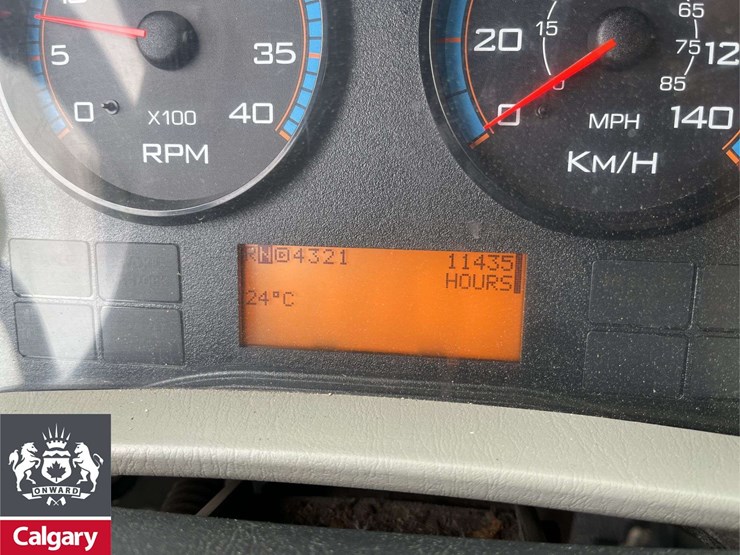 5
35
0
X100
40
RPM
15
65
20
75
12
85
0
MPH
140
KM/H
RND4321
11435
HOURS
24°C
ONWARD
Calgary